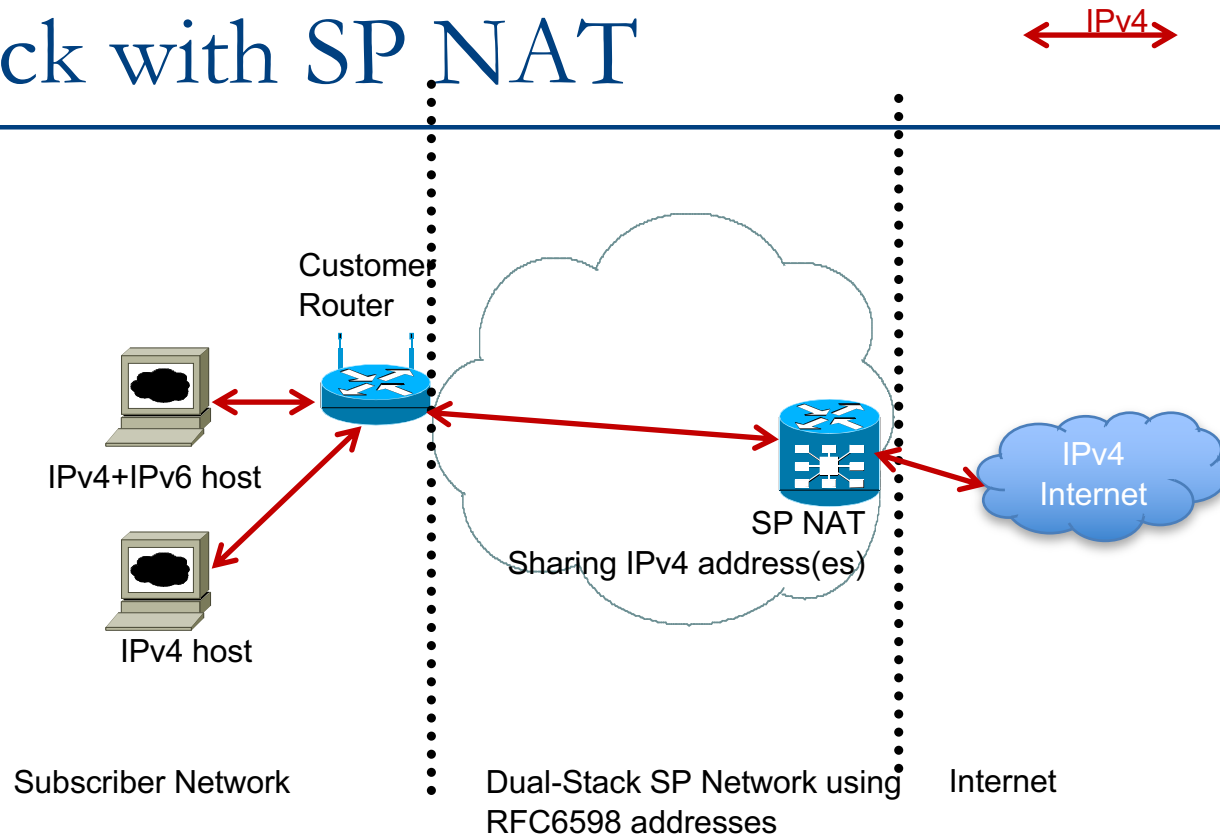 ck with SP NAT
IPv4
Customer
Router
IPv4+IPv6 host
IPv4
Internet
SP NAT
Sharing IPv4 address(es)
IPv4 host
Subscriber Network
Dual-Stack SP Network using
RFC6598 addresses
Internet